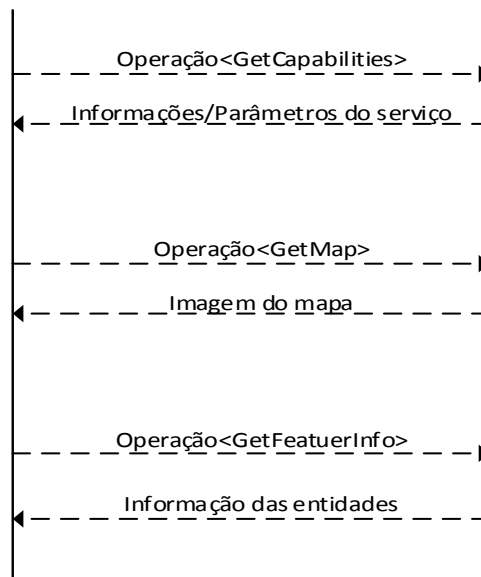 Operação<GetCapabilities>
Informações/Parâmetros do serviço
Operação<GetMap>
Imagem do mapa
Operação<GetFeatuerInfo>
Informação das entidades